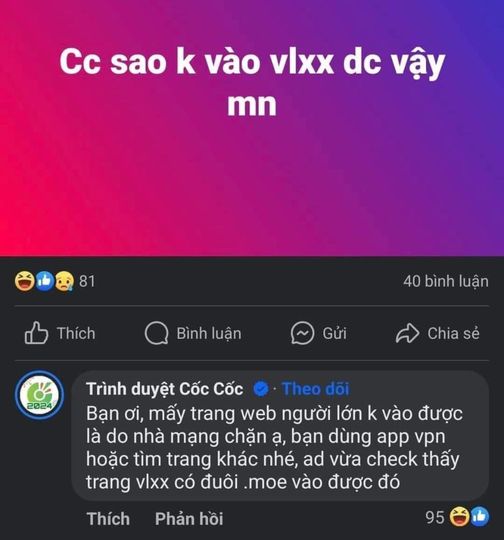 Cc sao k vào vlxx dc vậy
mn
81
40 bình luận
Thích
Bình luận
Gửi
Chia sẻ
Trình duyệt Cốc Cốc · Theo dõi
Bạn ơi, mấy trang web người lớn k vào được
là do nhà mạng chặn ạ, bạn dùng app vpn
hoặc tìm trang khác nhé, ad vừa check thấy
trang vlxx có đuôi .moe vào được đó
2024
Thích
Phản hồi
95